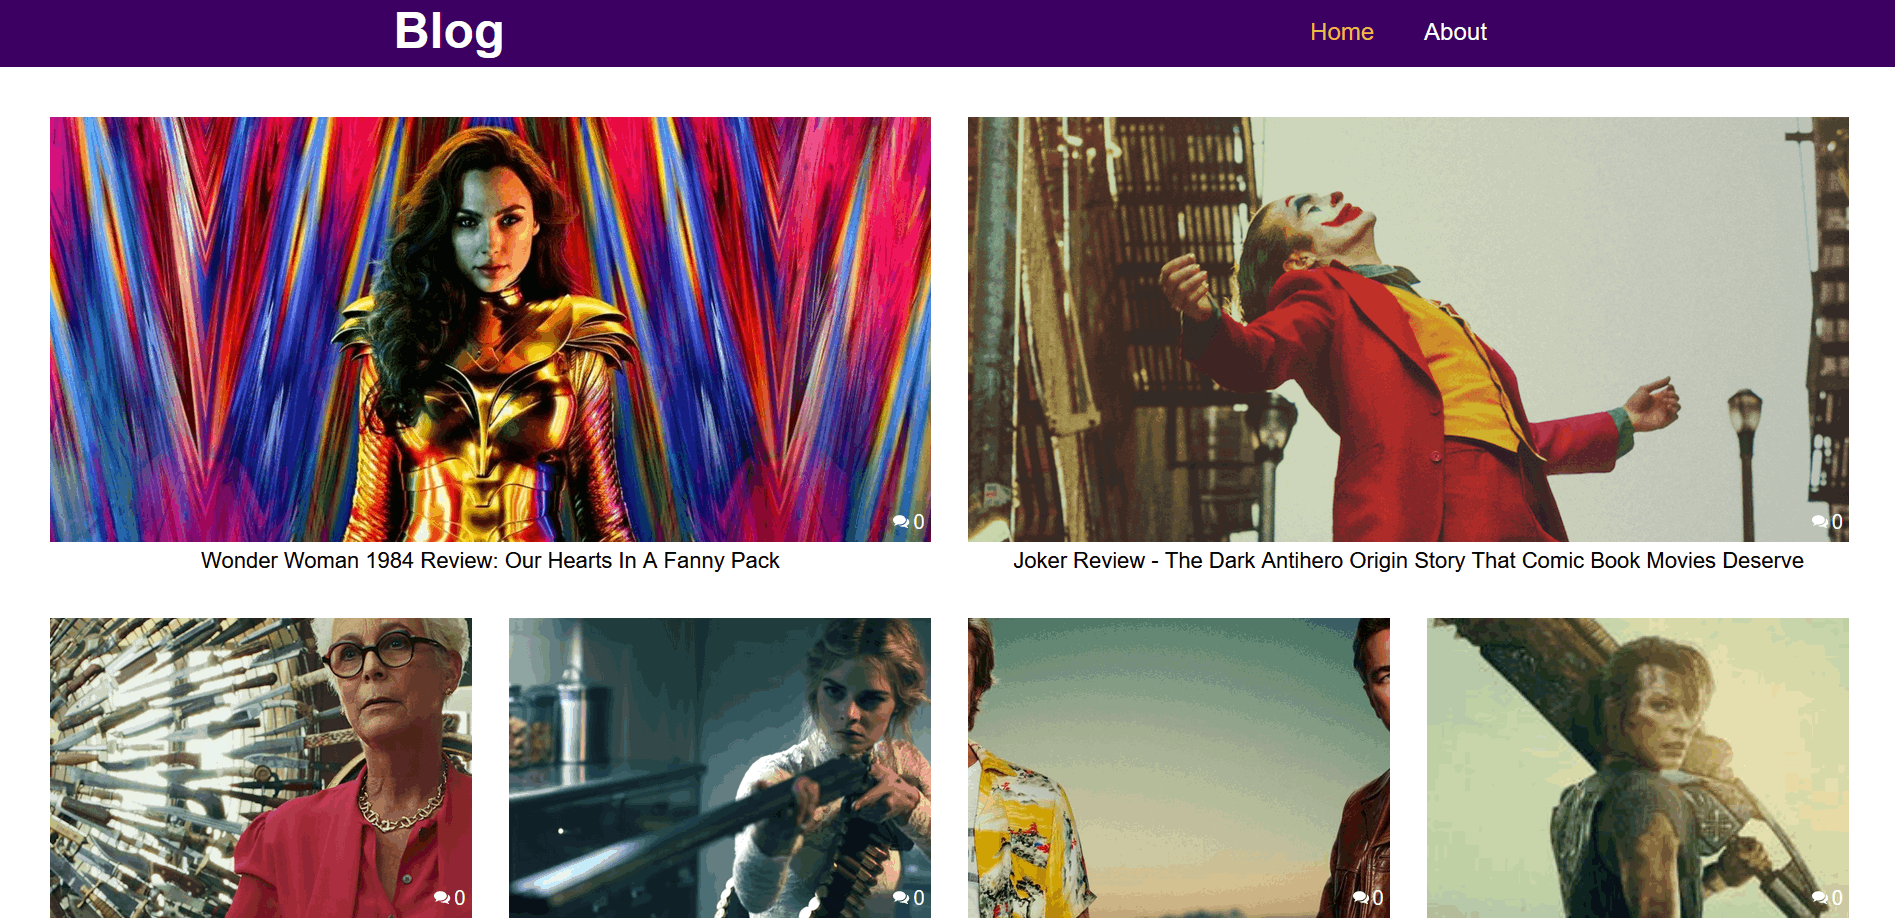 Blog
Home About
0
0
Wonder Woman 1984 Review: Our Hearts In A Fanny Pack
Joker Review - The Dark Antihero Origin Story That Comic Book Movies Deserve
0
0
0
0